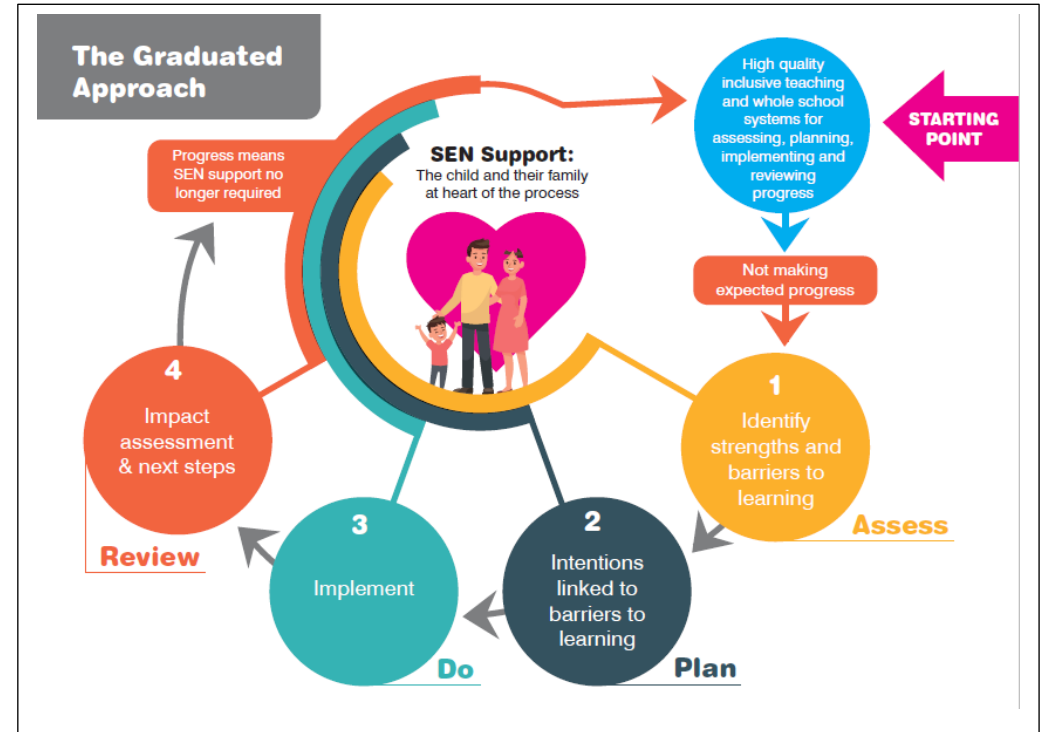 The Graduated
Approach
High quality
inclusive teaching
and whole school
systems for
assessing, planning,
implementing and
reviewing
progress
STARTING
POINT
Progress means
SEN support no
longer required
SEN Support:
The child and their family
at heart of the process
Not making
expected progress
1
Identify
strengths and
barriers to
learning
Assess
2
Intentions
linked to
barriers to
learning
Plan
3
Implement
Do
4
Impact
assessment
& next steps
Review